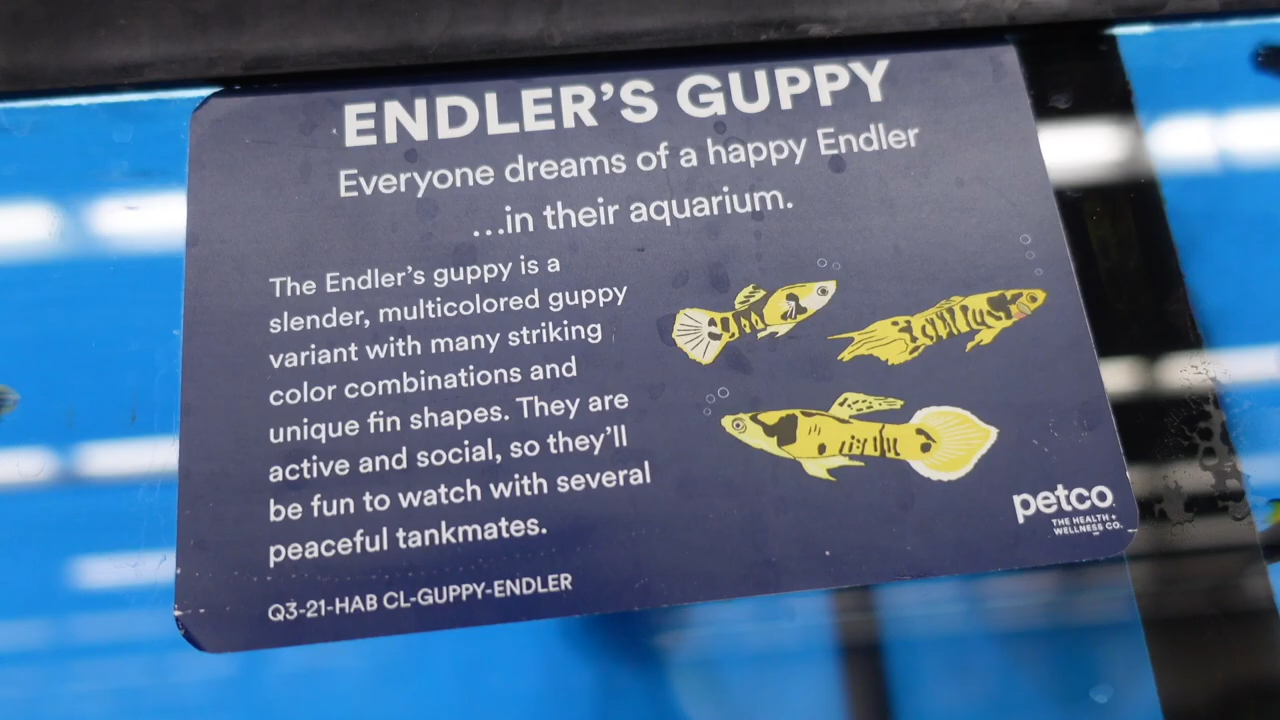 ENDLER'S GUPPY
Everyone dreams of a happy Endler
...in their aquarium.
The Endler's guppy is a
slender, multicolored guppy
variant with many striking
color combinations and
unique fin shapes. They are
active and social, so they'll
be fun to watch with several
peaceful tankmates.
Q3-21-HAB CL-GUPPY-ENDLER
petco
THE HEALTH +
WELLNESS CO.